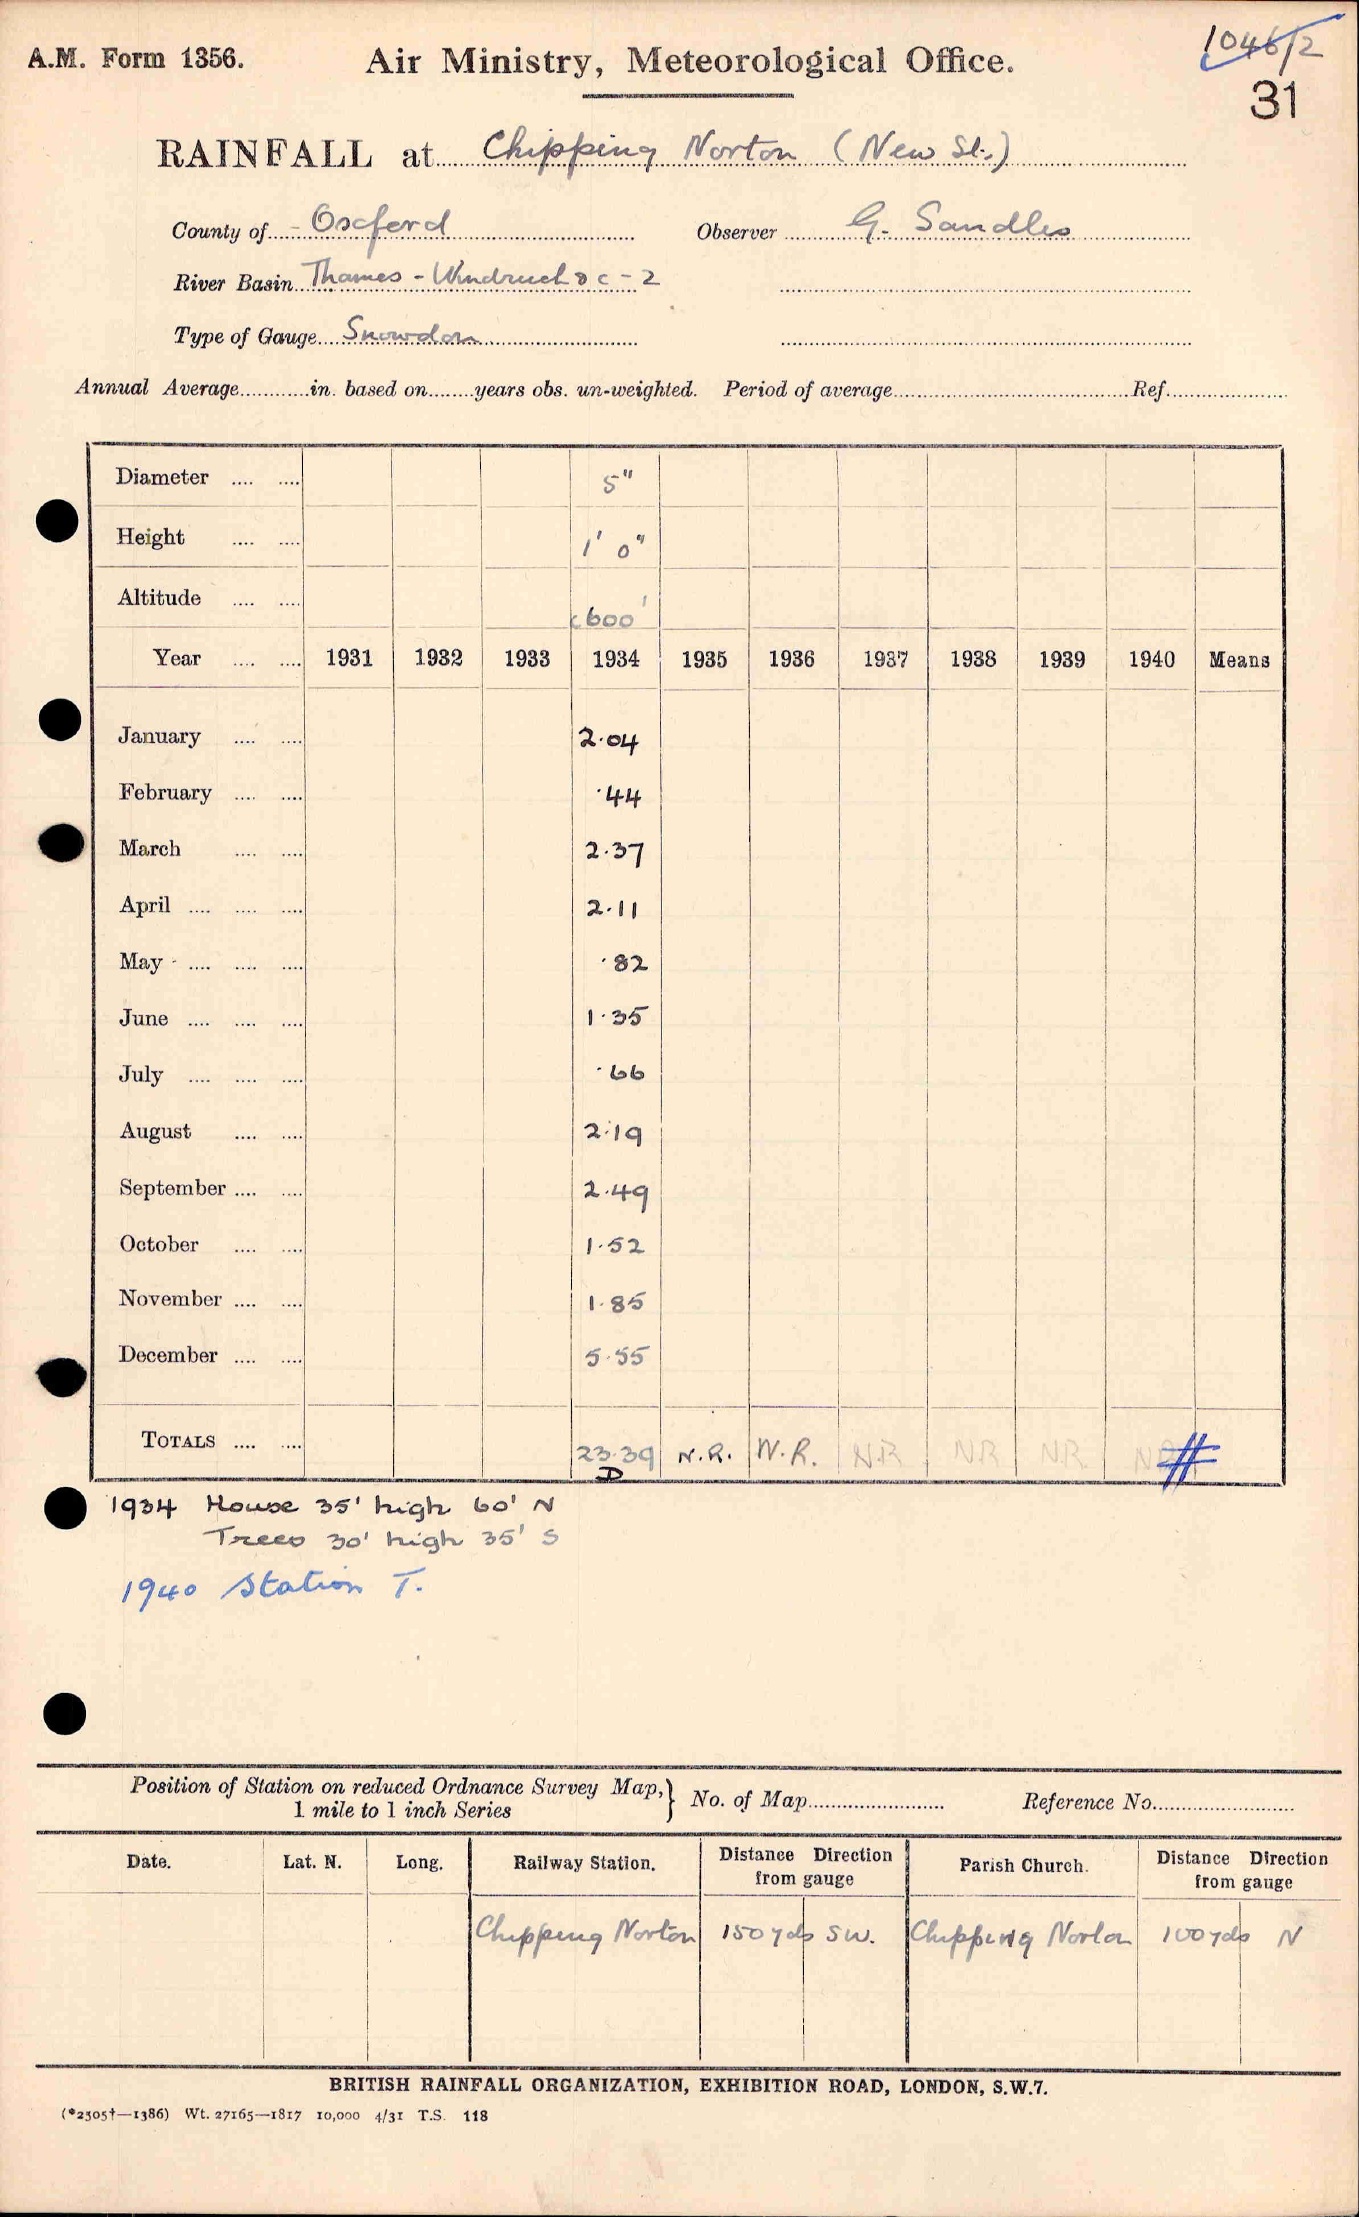 A.M. Form 1356.
Air Ministry, Meteorological Office.
1046/2
31
RAINFALL at Chipping Norton (New St.)
County of Oxford Observer G. Sandles
River Basin Thames - Windrush &c - 2
Type of Gauge Snowdon
Annual Average in. based on years obs. un-weighted. Period of average Ref.
Diameter 5"
Height 1' 0"
Altitude c600'
Year 1931 1932 1933 1934 1935 1936 1937 1938 1939 1940 Means
January 2·04
February ·44
March 2·37
April 2·11
May ·82
June 1·35
July ·66
August 2·19
September 2·49
October 1·52
November 1·85
December 5·55
TOTALS 23·39 N.R. N.R. NR NR NR NR #
D
1934 House 35' high 60' N
Trees 30' high 35' S
1940 Station T.
Position of Station on reduced Ordnance Survey Map, } No. of Map Reference No.
1 mile to 1 inch Series
Date. Lat. N. Long. Railway Station. Distance Direction from gauge Parish Church. Distance Direction from gauge
Chipping Norton 150 yds SW. Chipping Norton 100 yds N
BRITISH RAINFALL ORGANIZATION, EXHIBITION ROAD, LONDON, S.W.7.
(*2505†—1386) Wt. 27165—1817 10,000 4/31 T.S. 118